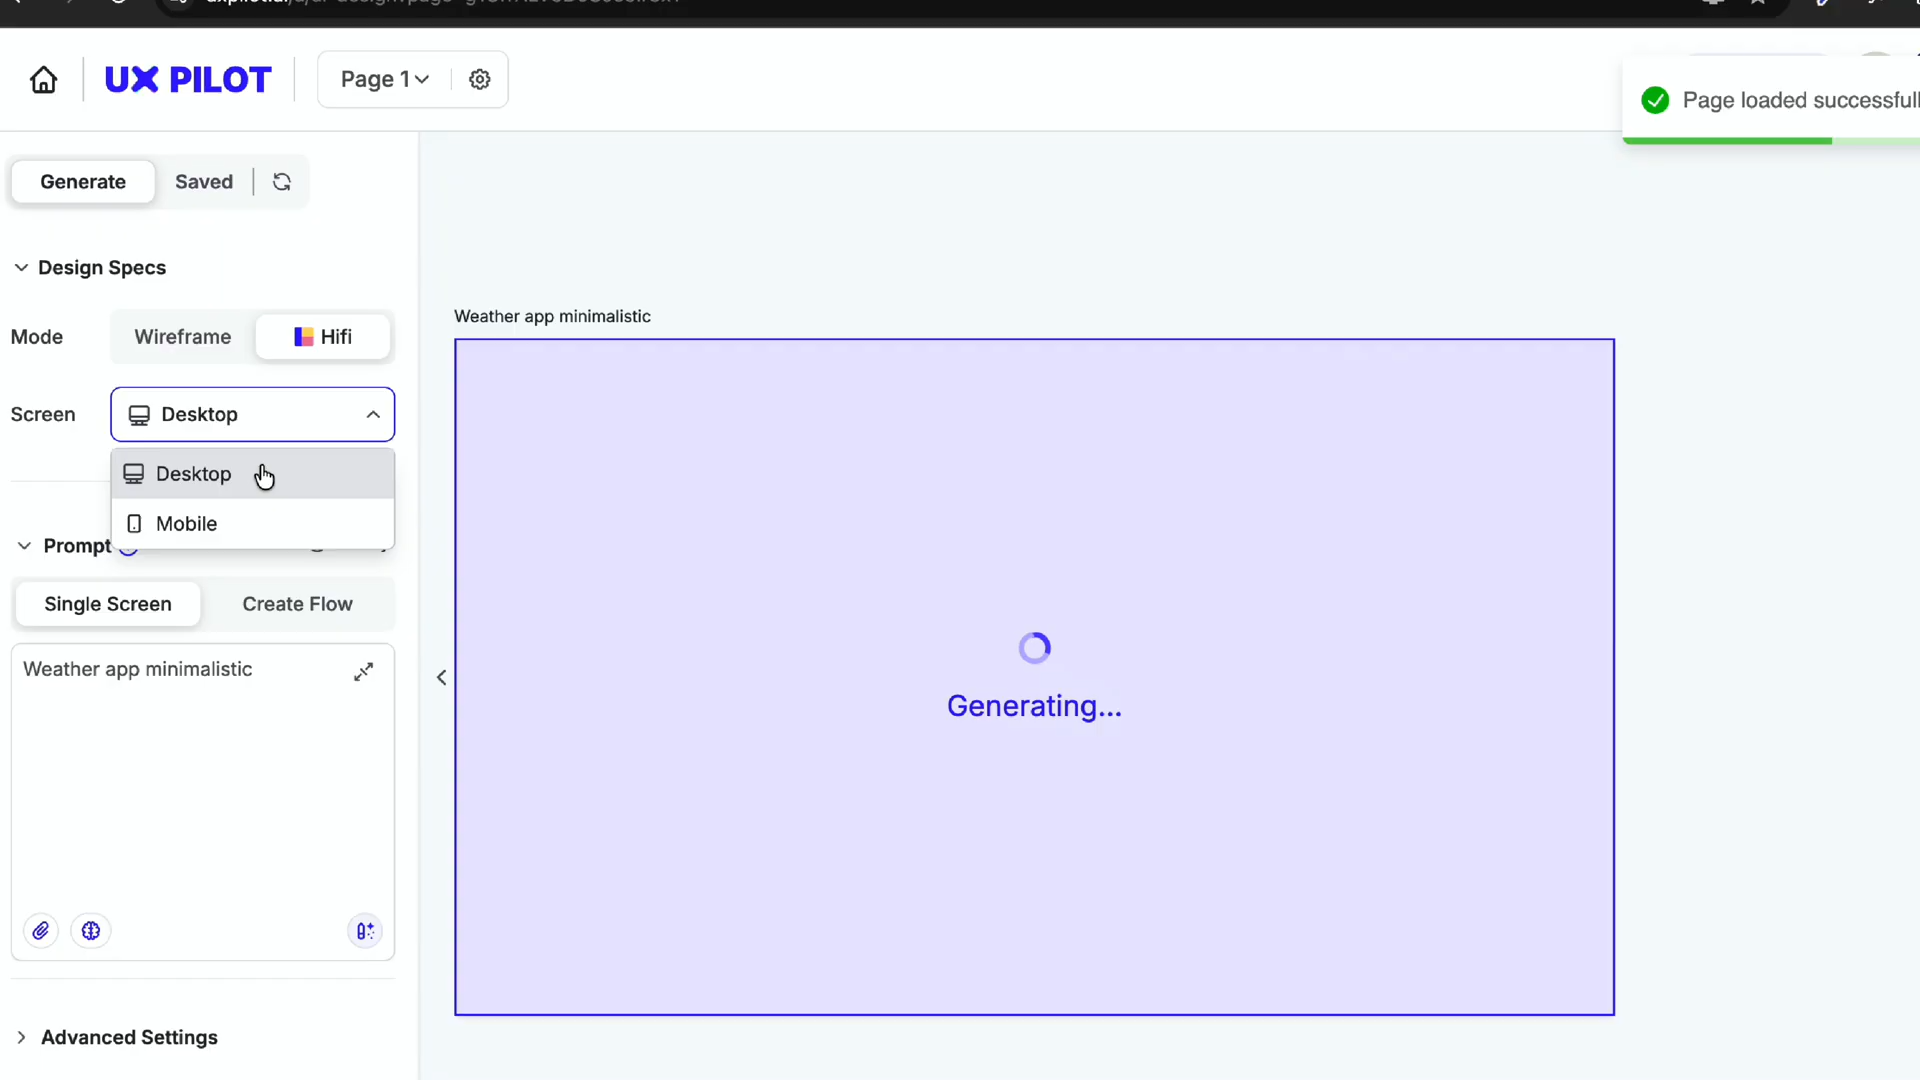 UX PILOT
Page 1
Page loaded successfull
Generate
Saved
Design Specs
Mode
Wireframe
Hifi
Screen
Desktop
Desktop
Mobile
Prompt
Single Screen
Create Flow
Weather app minimalistic
Advanced Settings
Weather app minimalistic
Generating...